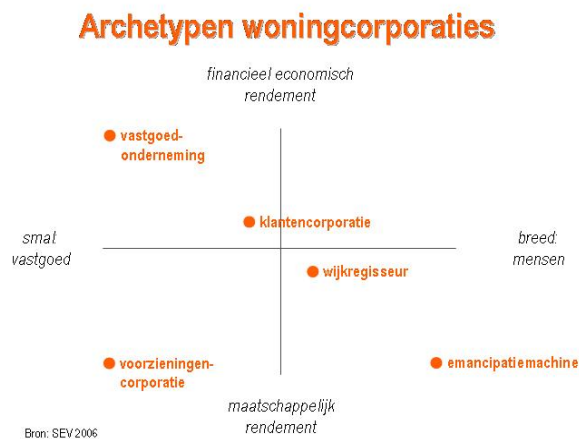 Archetypen woningcorporaties
financieel economisch
rendement
vastgoed-
onderneming
klantencorporatie
smal:
vastgoed
breed:
mensen
wijkregisseur
voorzieningen-
corporatie
emancipatiemachine
maatschappelijk
rendement
Bron: SEV 2006